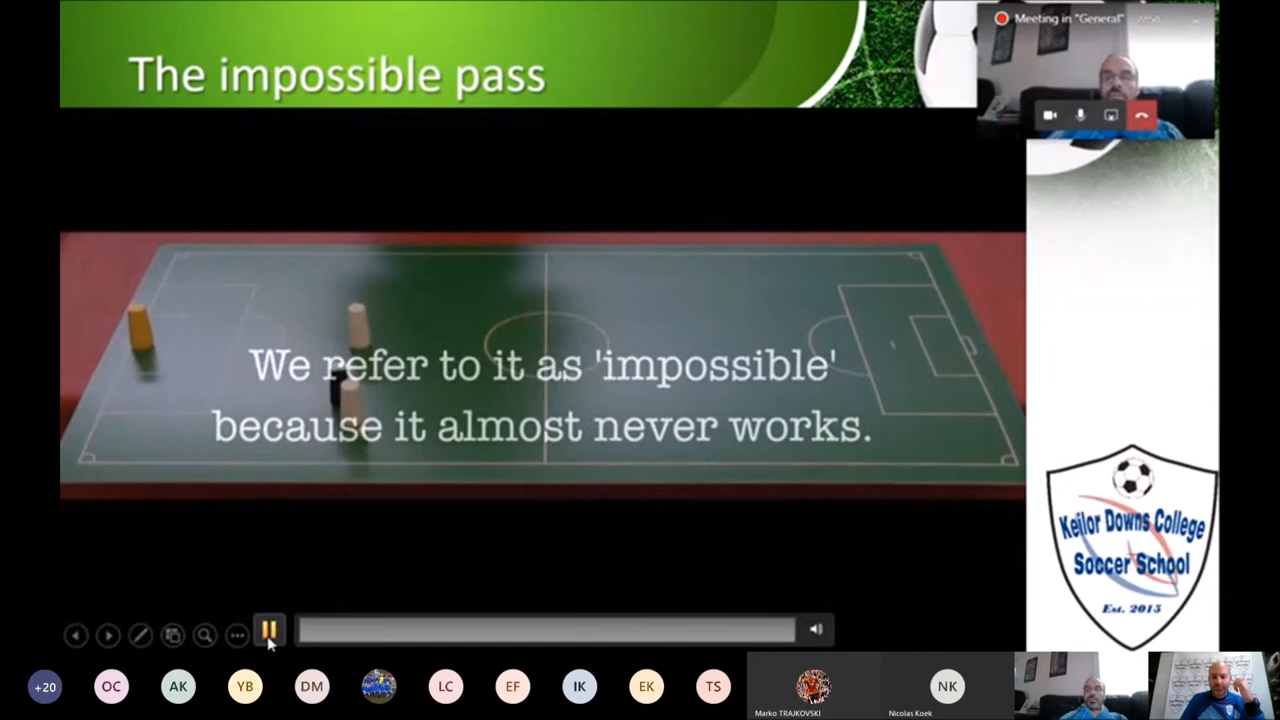 The impossible pass
Meeting in "General"
We refer to it as 'impossible'
because it almost never works.
Keilor Downs College
Soccer School
Est. 2015
+20
OC
AK
YB
DM
LC
EF
IK
EK
TS
NK
Marko TRAJKOVSKI
Nicolas Koek